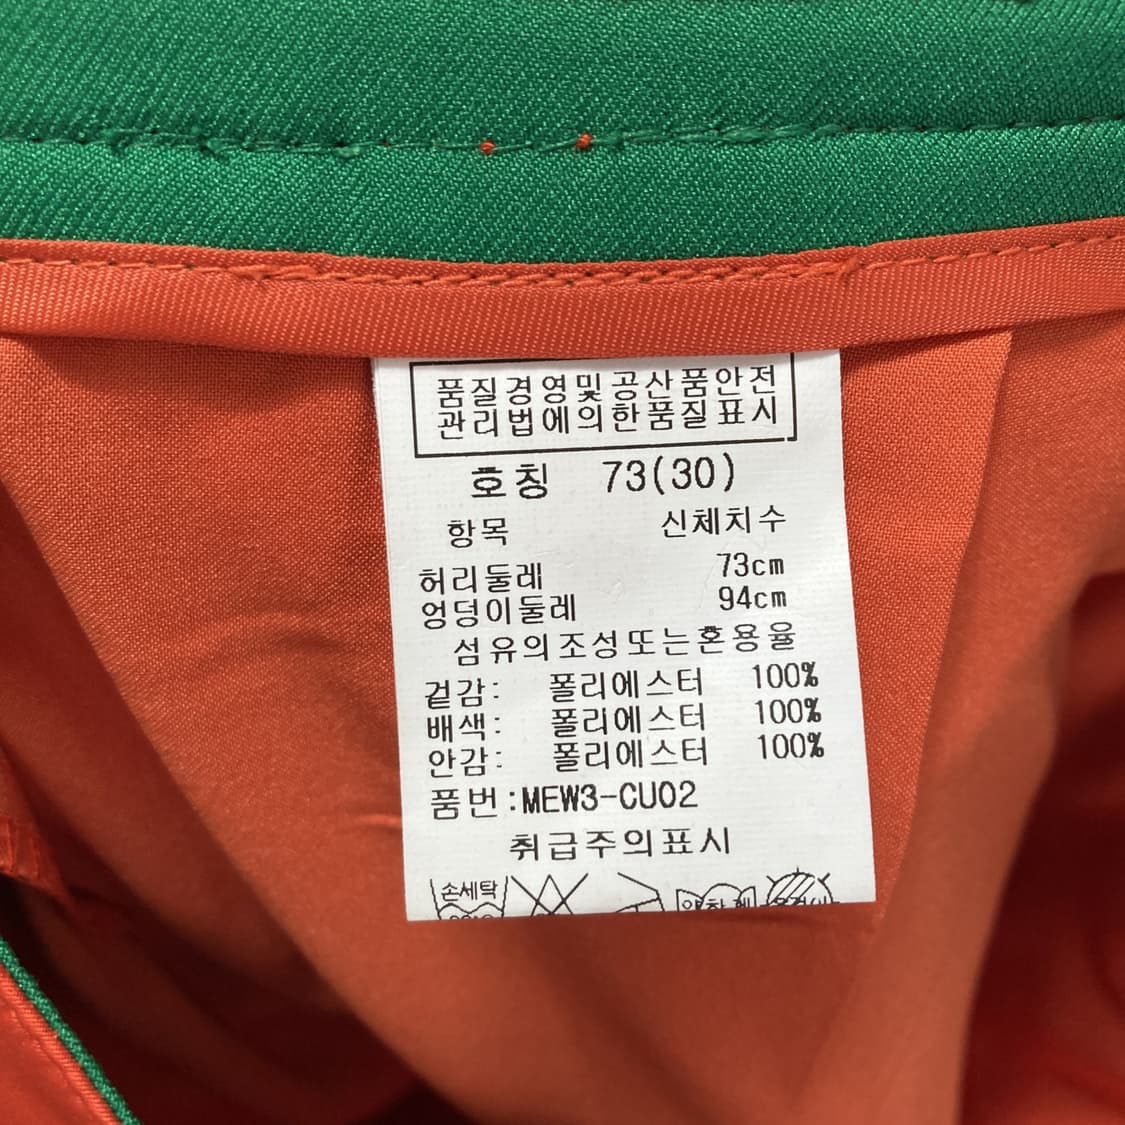 품질경영및공산품안전
관리법에의한품질표시
호칭 73(30)
항목 신체치수
허리둘레 73cm
엉덩이둘레 94cm
섬유의조성또는혼용율
겉감: 폴리에스터 100%
배색: 폴리에스터 100%
안감: 폴리에스터 100%
품번:MEW3-CU02
취급주의표시
손세탁